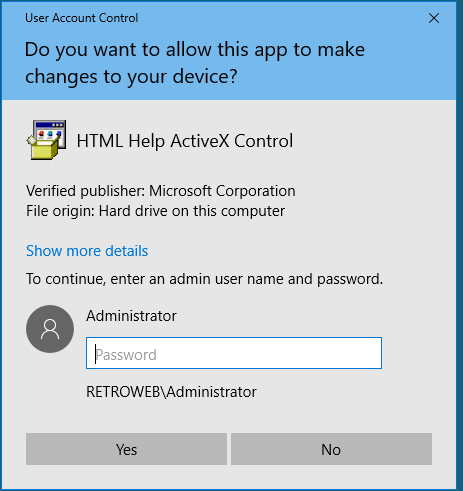 User Account Control
Do you want to allow this app to make
changes to your device?
HTML Help ActiveX Control
Verified publisher: Microsoft Corporation
File origin: Hard drive on this computer
Show more details
To continue, enter an admin user name and password.
Administrator
Password
RETROWEB\Administrator
Yes
No